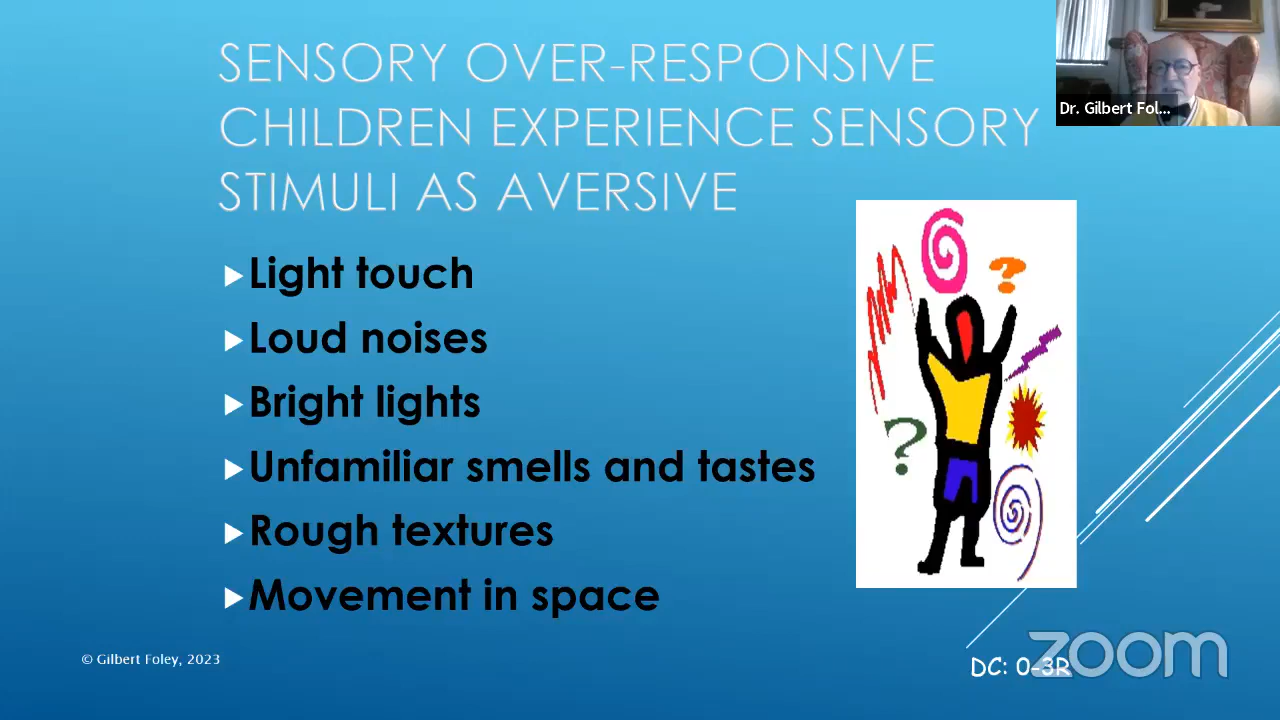 SENSORY OVER-RESPONSIVE
CHILDREN EXPERIENCE SENSORY
STIMULI AS AVERSIVE
Dr. Gilbert Fol...
Light touch
Loud noises
Bright lights
Unfamiliar smells and tastes
Rough textures
Movement in space
?
?
© Gilbert Foley, 2023
DC: 0-3R
zoom